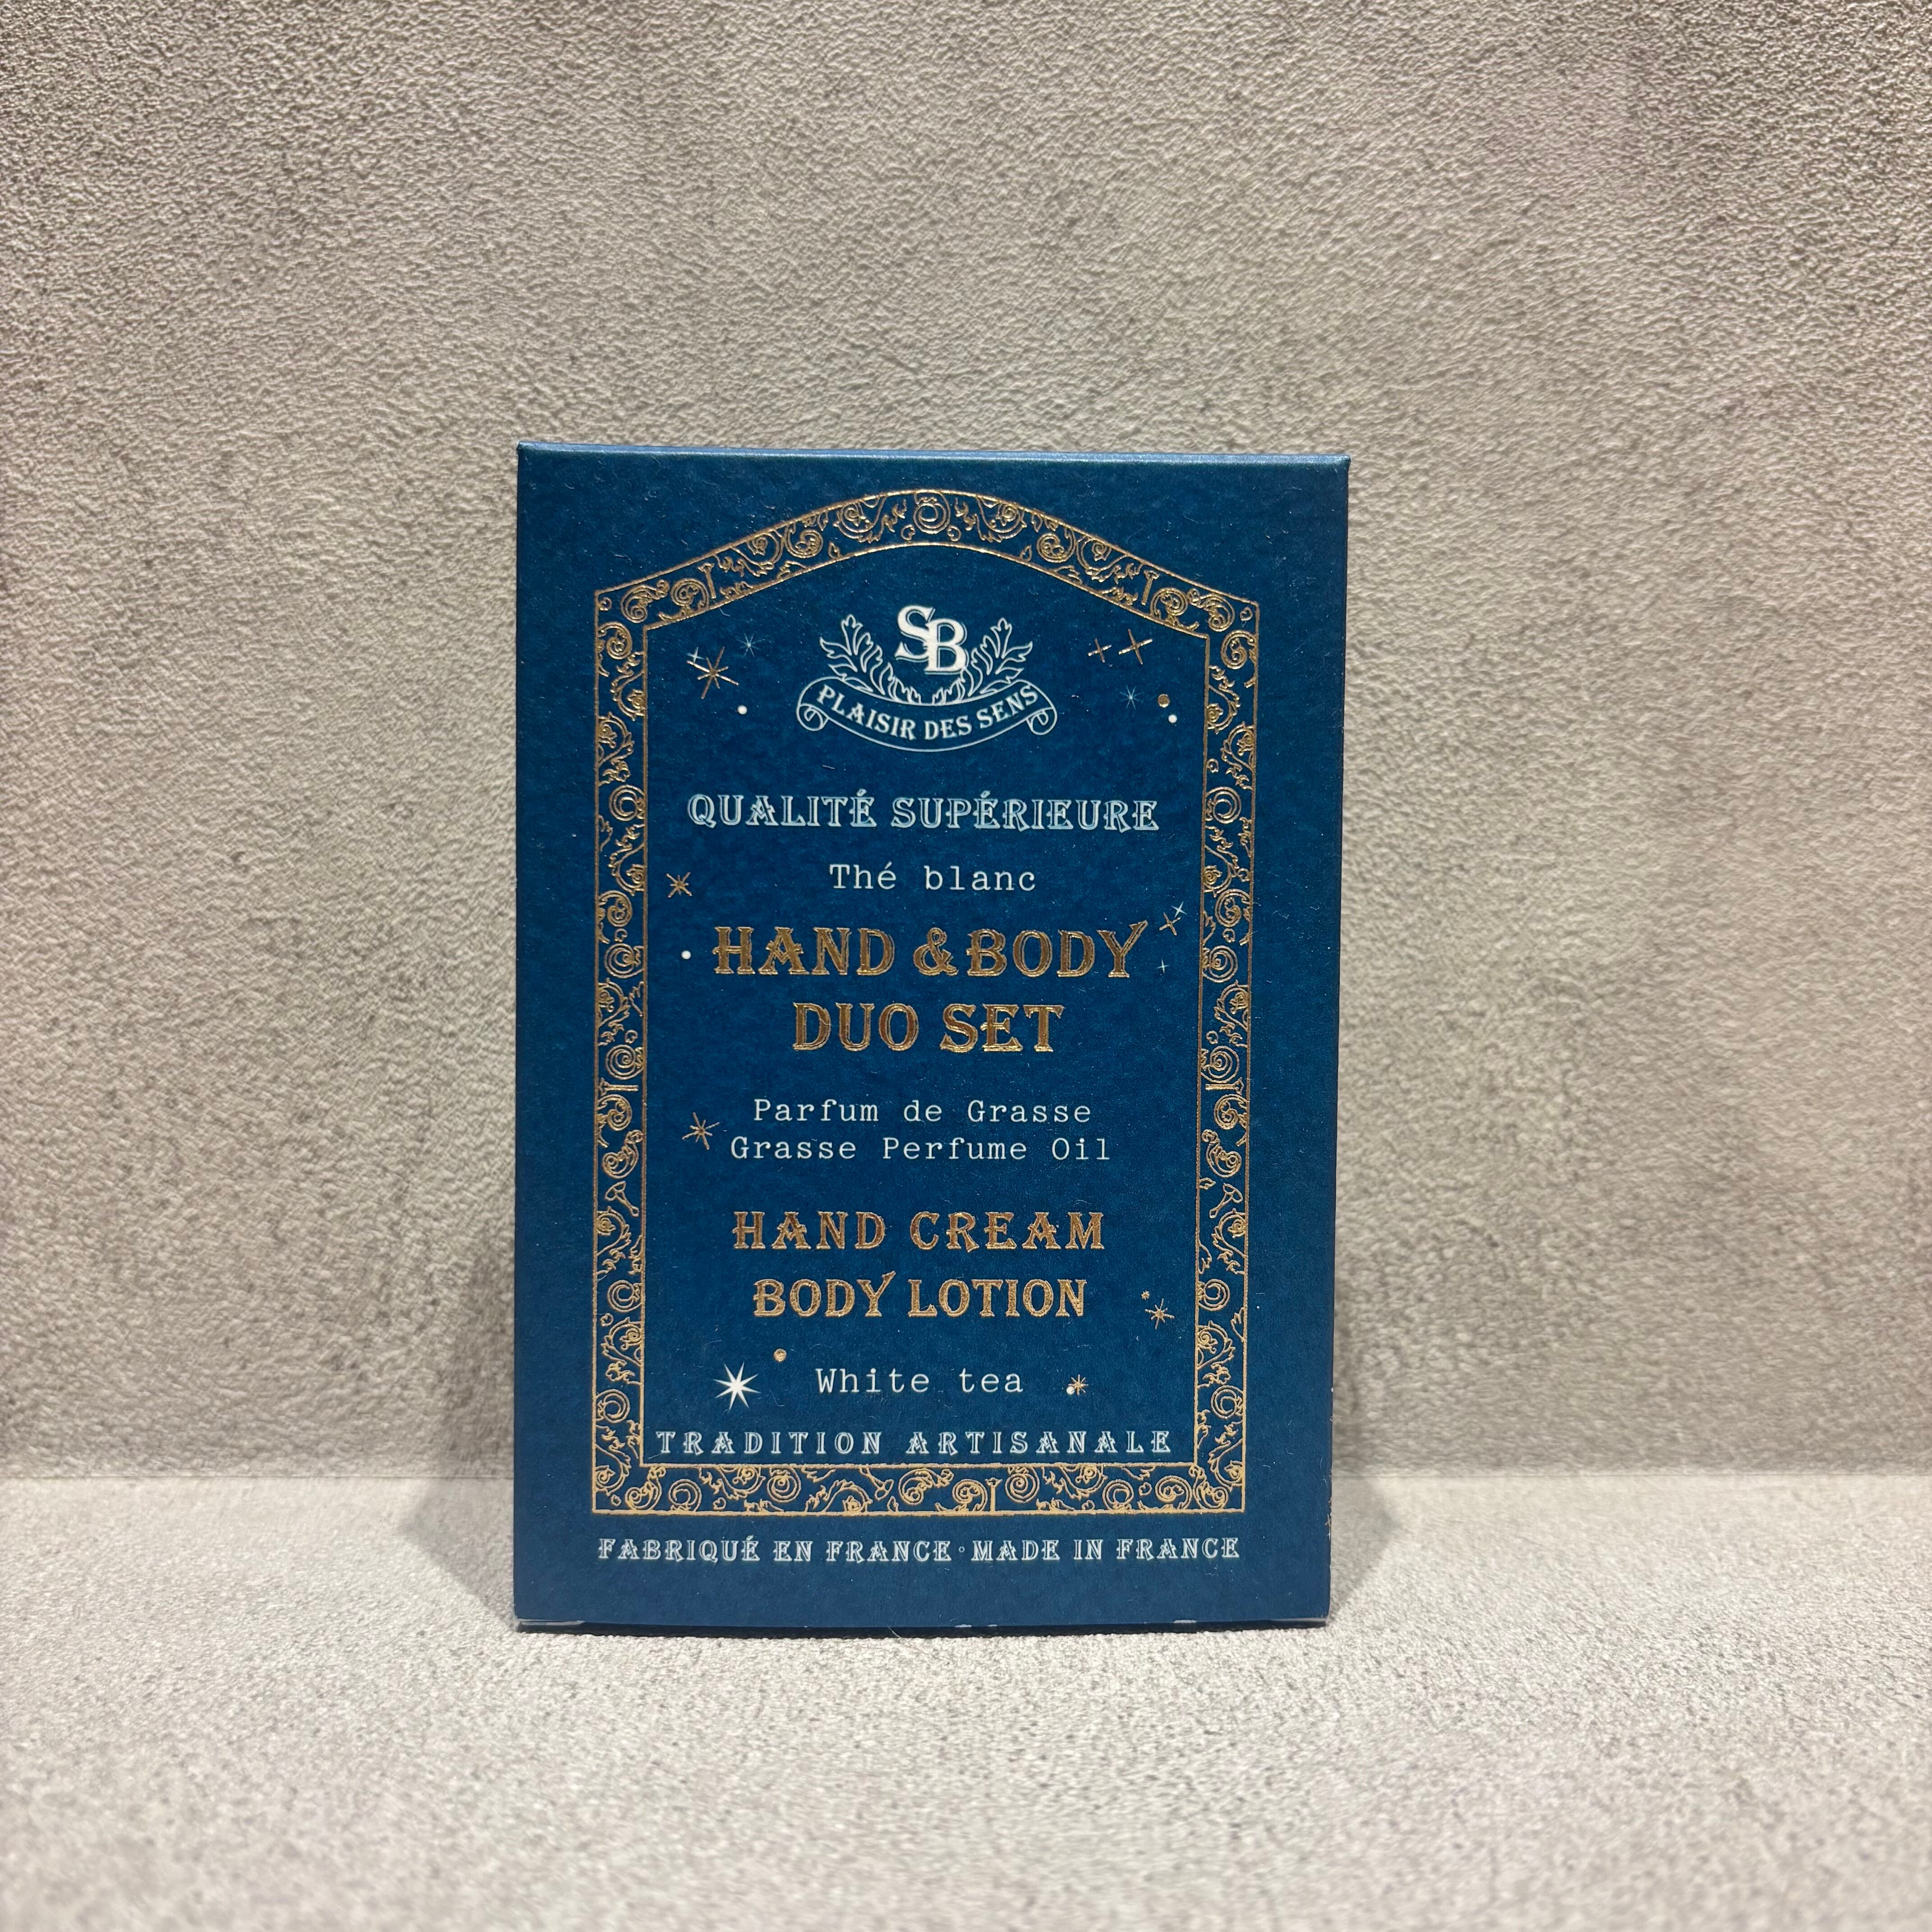 SB
PLAISIR DES SENS
QUALITÉ SUPÉRIEURE
Thé blanc
HAND & BODY
DUO SET
Parfum de Grasse
Grasse Perfume Oil
HAND CREAM
BODY LOTION
White tea
TRADITION ARTISANALE
FABRIQUÉ EN FRANCE · MADE IN FRANCE